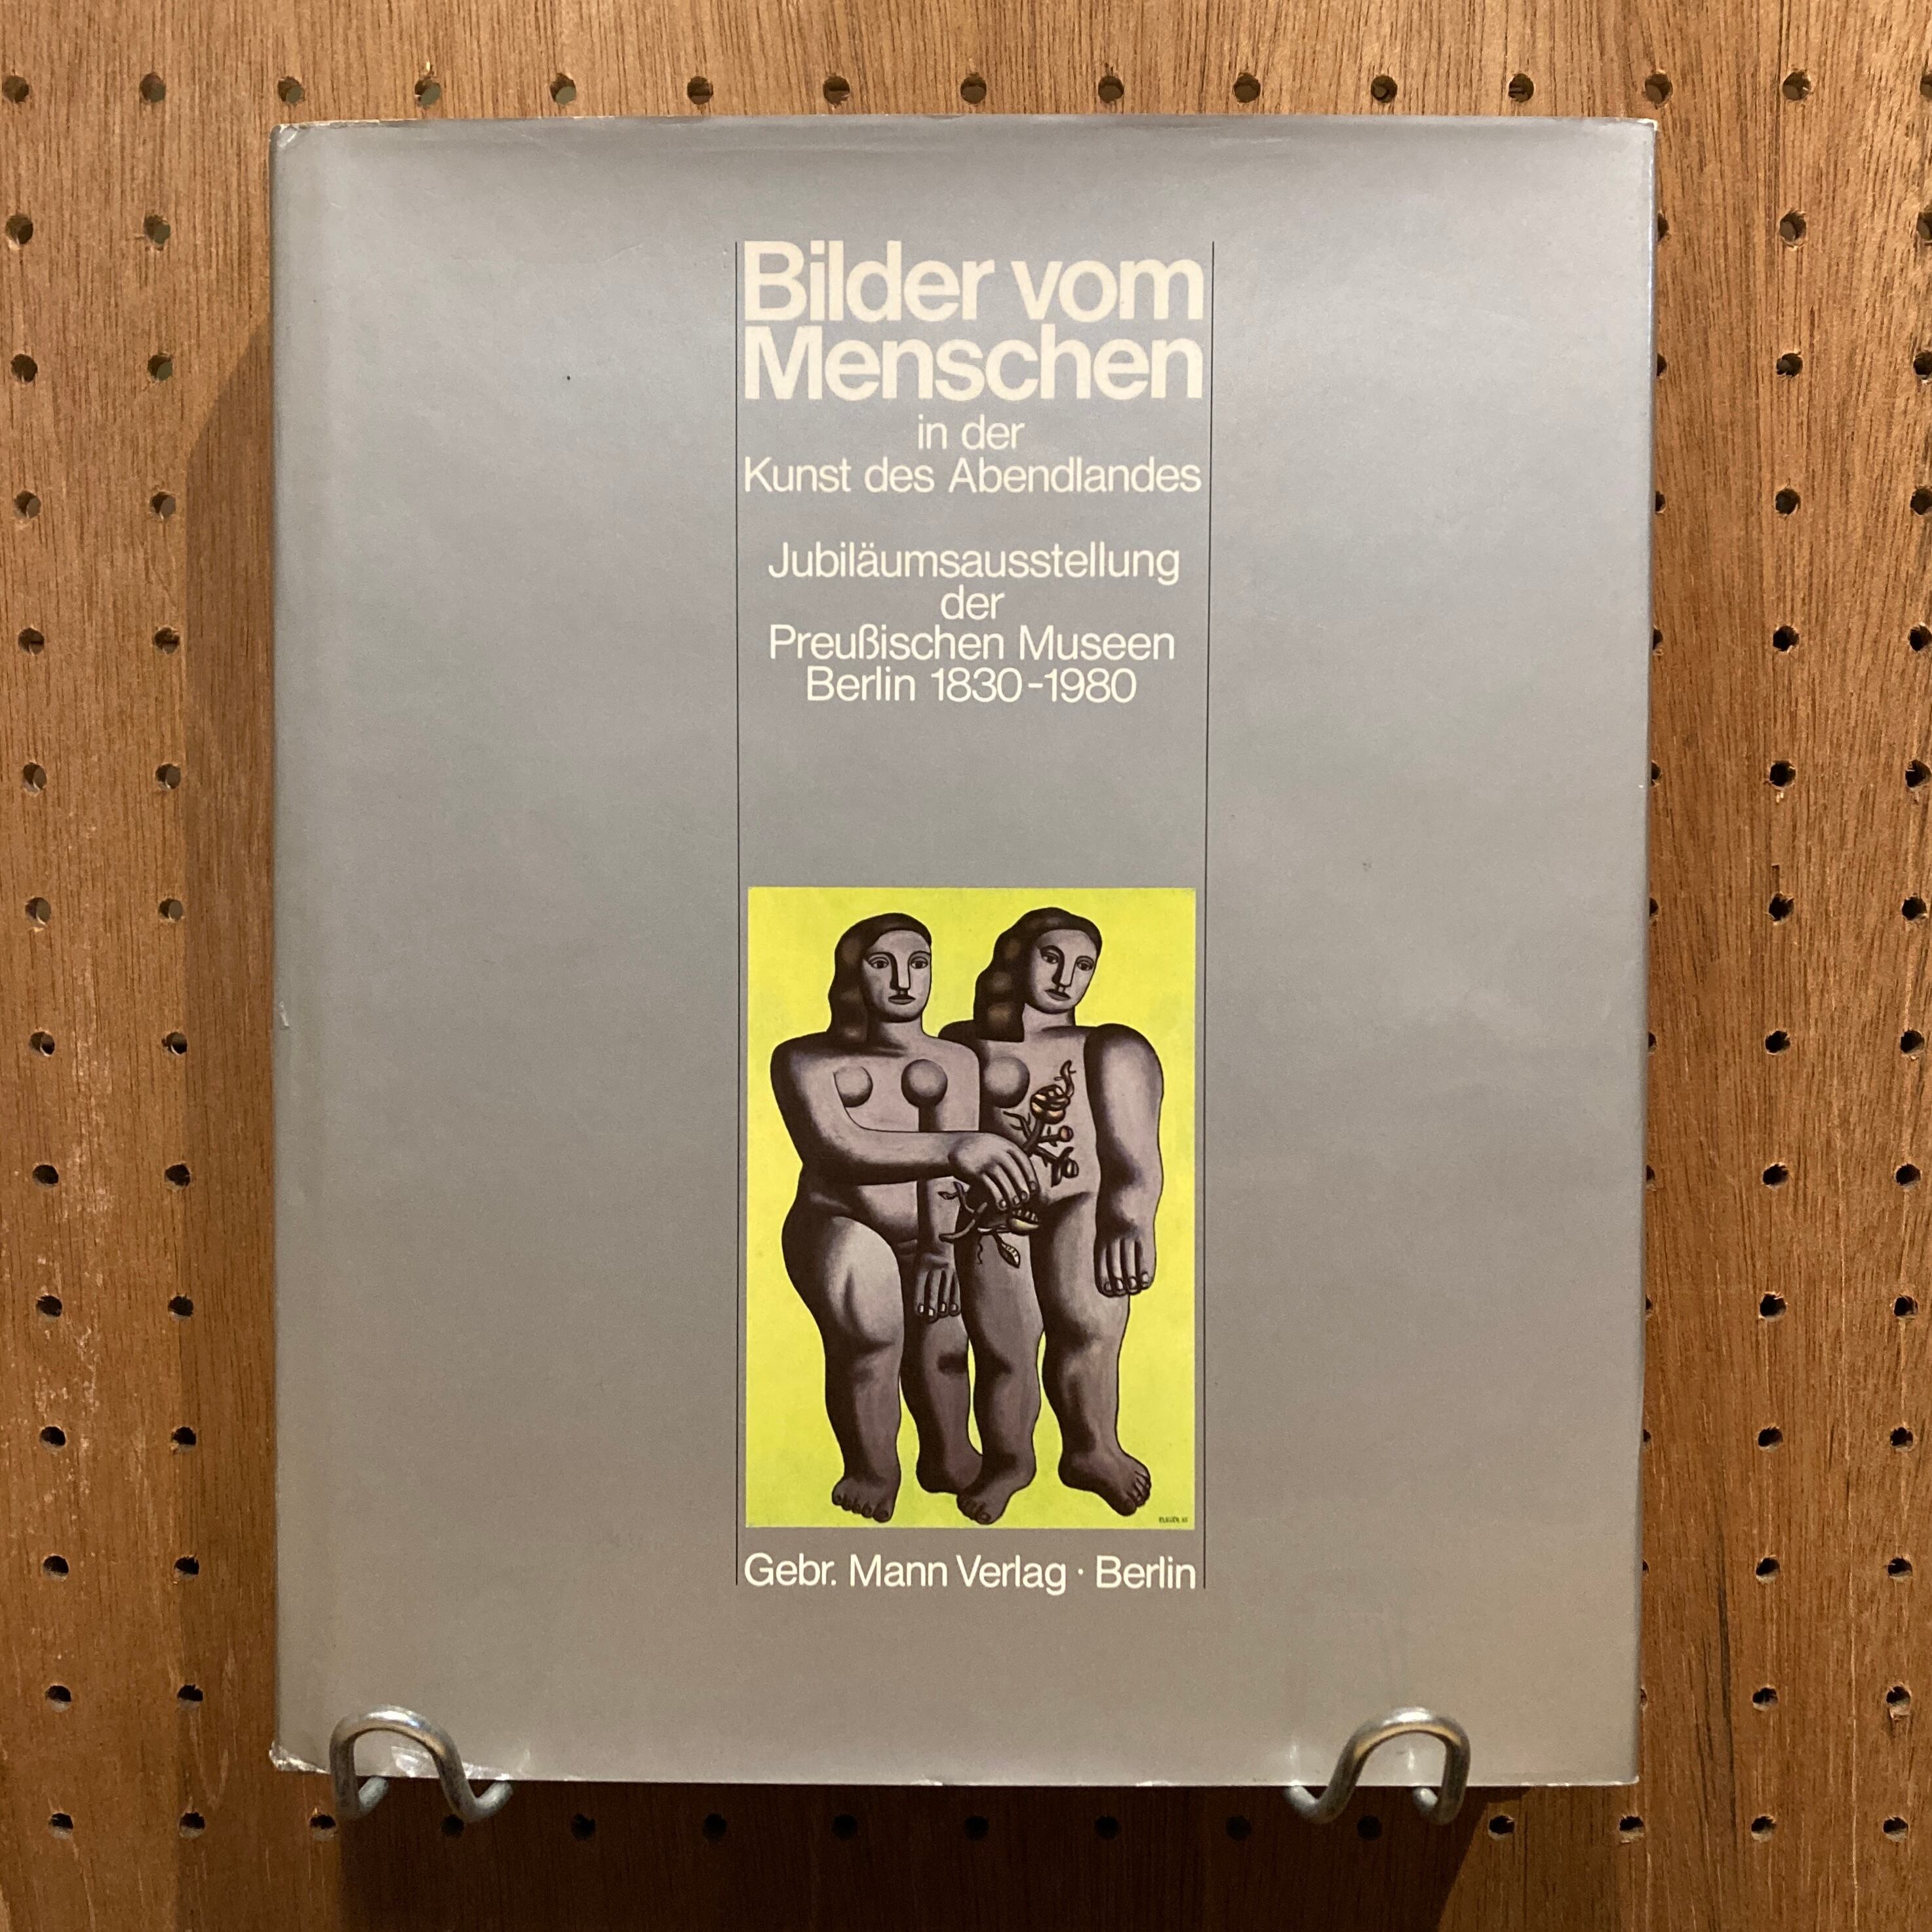 Bilder vom
Menschen
in der
Kunst des Abendlandes
Jubiläumsausstellung
der
Preußischen Museen
Berlin 1830-1980
Gebr. Mann Verlag · Berlin